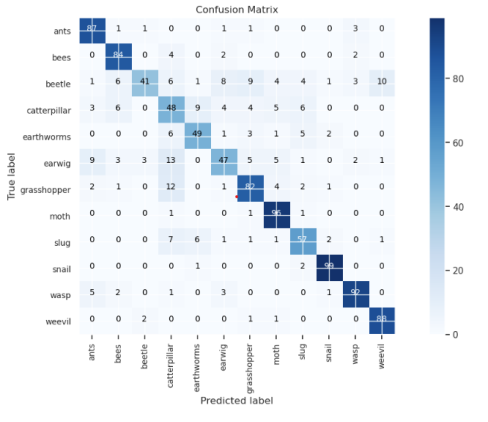 Confusion Matrix
ants 87 1 1 0 0 1 1 0 0 0 3 0
bees 0 84 0 4 0 2 0 0 0 0 2 0
beetle 1 6 41 6 1 8 9 4 4 1 3 10
catterpillar 3 6 0 48 9 4 4 5 6 0 0 0
earthworms 0 0 0 6 49 1 3 1 5 2 0 0
earwig 9 3 3 13 0 47 5 5 1 0 2 1
grasshopper 2 1 0 12 0 1 82 4 2 1 0 0
moth 0 0 0 1 0 0 1 96 1 0 0 0
slug 0 0 0 7 6 1 1 1 57 2 0 1
snail 0 0 0 0 1 0 0 0 2 99 0 0
wasp 5 2 0 1 0 3 0 0 0 1 92 0
weevil 0 0 2 0 0 0 1 1 0 0 0 88
ants bees beetle catterpillar earthworms earwig grasshopper moth slug snail wasp weevil
Predicted label
True label
80
60
40
20
0